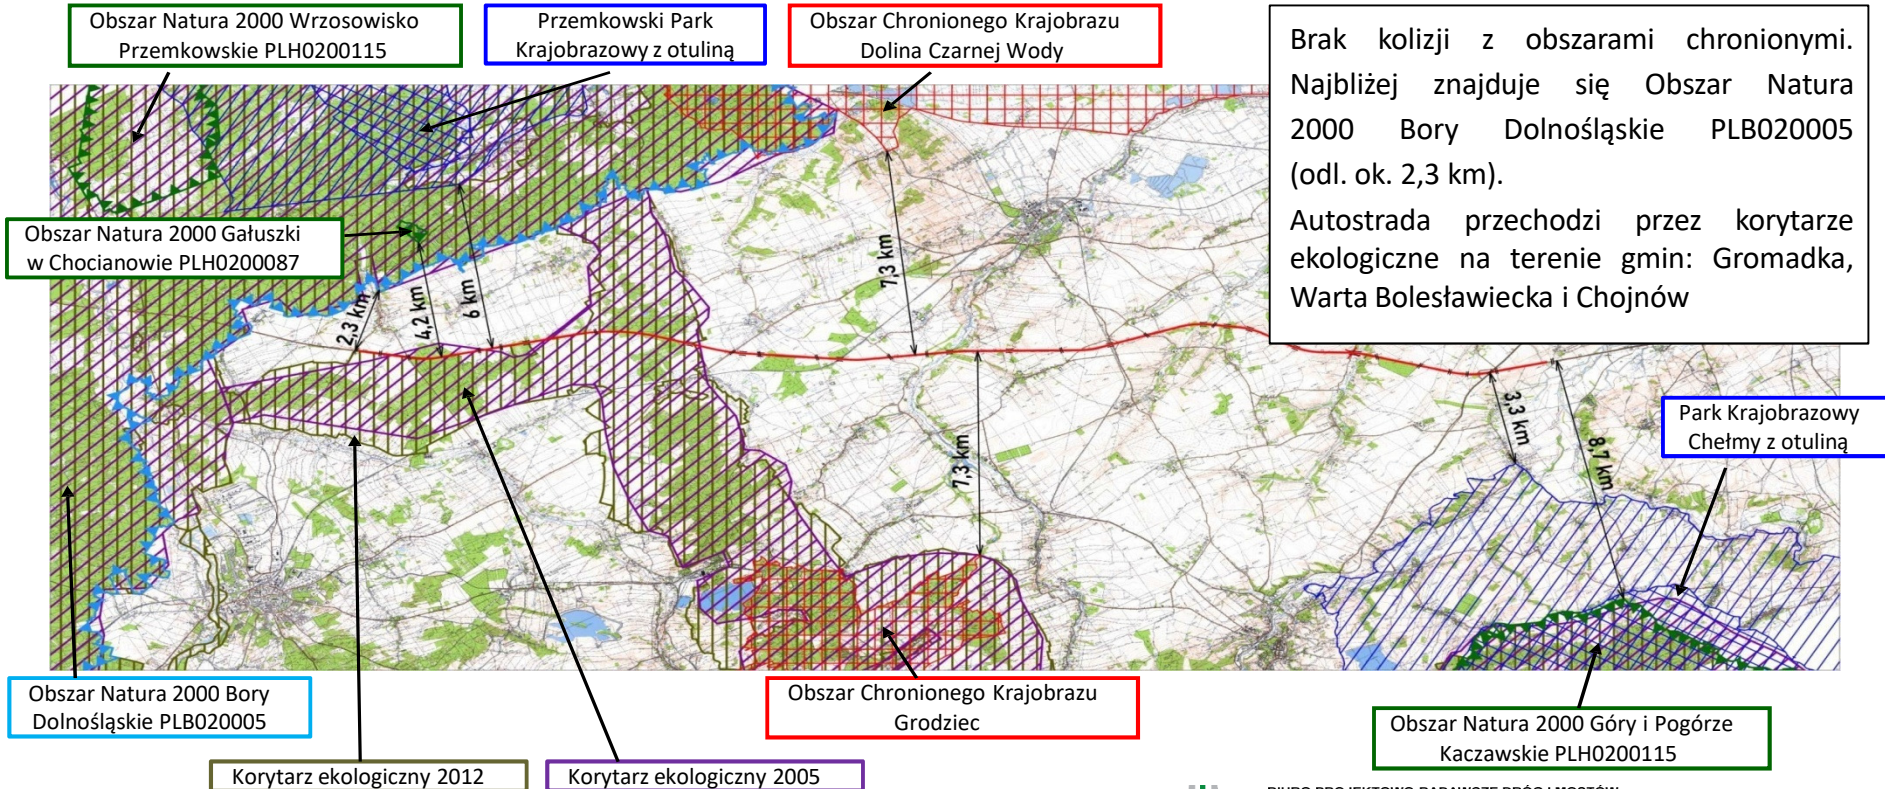 Obszar Natura 2000 Wrzosowisko
Przemkowskie PLH0200115
Przemkowski Park
Krajobrazowy z otuliną
Obszar Chronionego Krajobrazu
Dolina Czarnej Wody
Brak kolizji z obszarami chronionymi.
Najbliżej znajduje się Obszar Natura
2000 Bory Dolnośląskie PLB020005
(odl. ok. 2,3 km).
Autostrada przechodzi przez korytarze
ekologiczne na terenie gmin: Gromadka,
Warta Bolesławiecka i Chojnów
Obszar Natura 2000 Gałuszki
w Chocianowie PLH0200087
2,3 km
4,2 km
6 km
7,3 km
7,3 km
3,3 km
8,7 km
Park Krajobrazowy
Chełmy z otuliną
Obszar Natura 2000 Bory
Dolnośląskie PLB020005
Obszar Chronionego Krajobrazu
Grodziec
Obszar Natura 2000 Góry i Pogórze
Kaczawskie PLH0200115
Korytarz ekologiczny 2012
Korytarz ekologiczny 2005